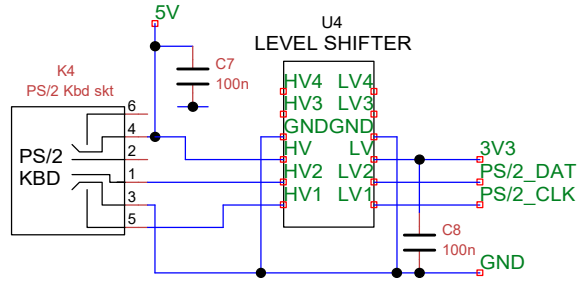 5V
U4
LEVEL SHIFTER
C7
100n
K4
PS/2 Kbd skt
HV4 LV4
HV3 LV3
GND GND
HV LV
HV2 LV2
HV1 LV1
6
4
2
1
3
5
PS/2
KBD
3V3
PS/2_DAT
PS/2_CLK
C8
100n
GND